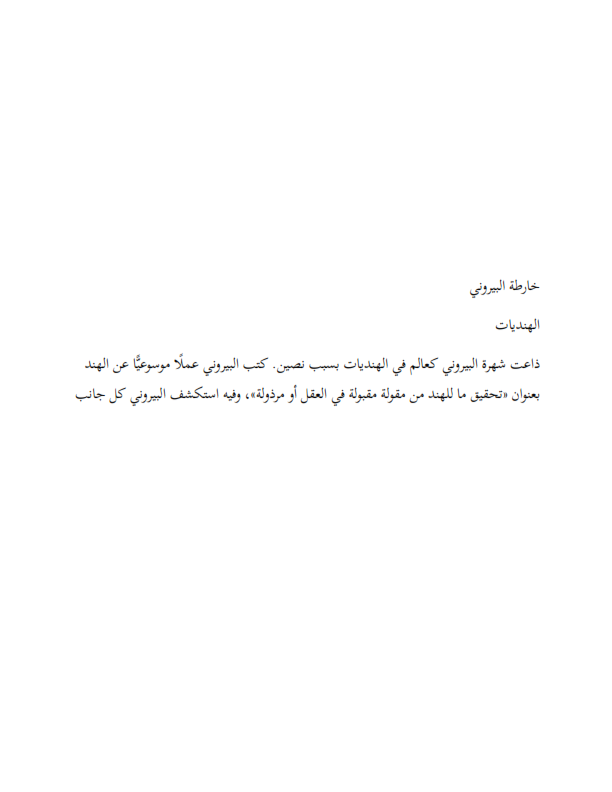 خارطة البيروني
الهنديات
ذاعت شهرة البيروني كعالم في الهنديات بسبب نصين. كتب البيروني عملًا موسوعيًّا عن الهند
بعنوان «تحقيق ما للهند من مقولة مقبولة في العقل أو مرذولة»، وفيه استكشف البيروني كل جانب